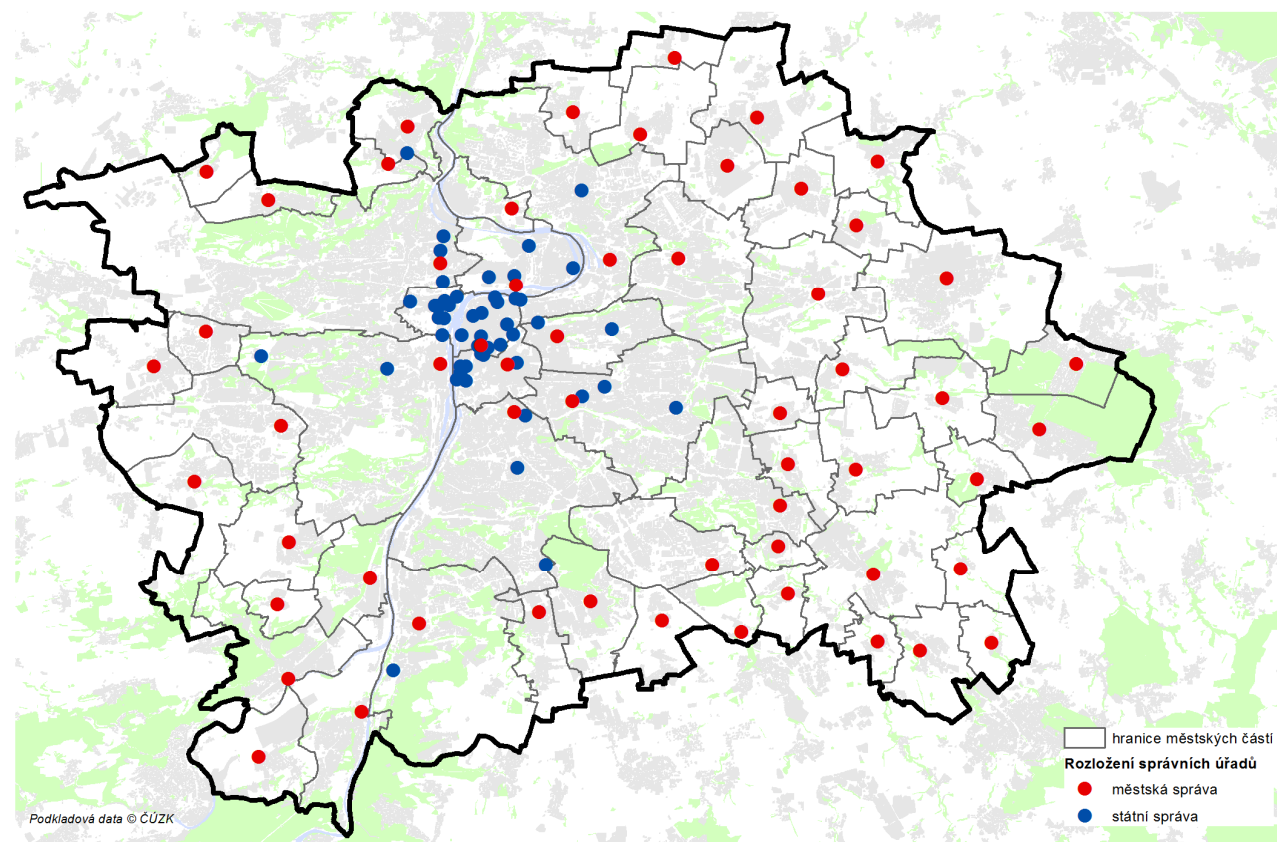 hranice městských částí
Rozložení správních úřadů
městská správa
státní správa
Podkladová data © ČÚZK